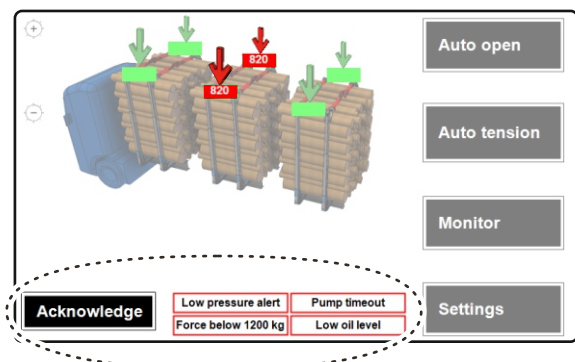 820
820
Auto open
Auto tension
Monitor
Settings
Acknowledge
Low pressure alert
Pump timeout
Force below 1200 kg
Low oil level